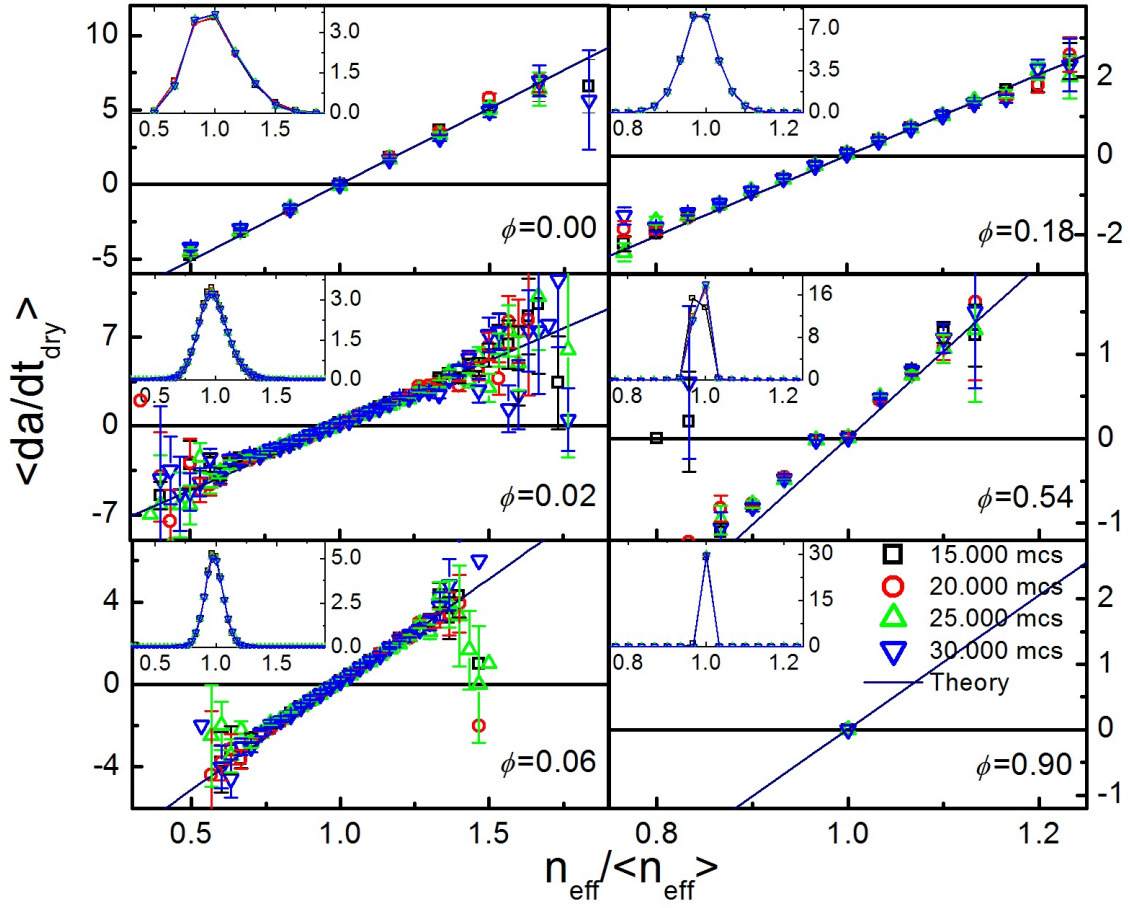 <da/dt_dry>
10
5
0
-5
3.0
1.5
0.0
0.5 1.0 1.5
ϕ=0.00
7.0
3.5
0.0
0.8 1.0 1.2
ϕ=0.18
2
0
-2
7
0
-7
3.0
1.5
0.0
0.5 1.0 1.5
ϕ=0.02
16
8
0
0.8 1.0 1.2
ϕ=0.54
1
0
-1
4
0
-4
5.0
2.5
0.0
0.5 1.0 1.5
ϕ=0.06
30
15
0
0.8 1.0 1.2
15.000 mcs
20.000 mcs
25.000 mcs
30.000 mcs
Theory
ϕ=0.90
2
1
0
-1
0.5 1.0 1.5
0.8 1.0 1.2
n_eff/<n_eff>